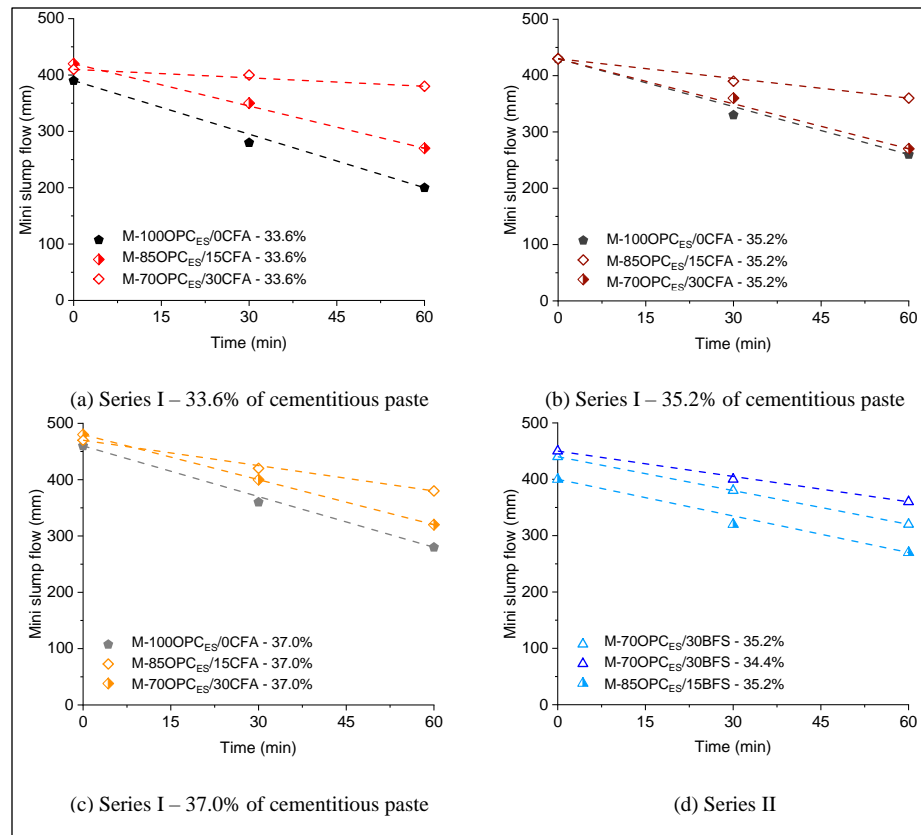 500
400
300
200
100
0
Mini slump flow (mm)
M-100OPCES/0CFA - 33.6%
M-85OPCES/15CFA - 33.6%
M-70OPCES/30CFA - 33.6%
0 15 30 45 60
Time (min)
(a) Series I – 33.6% of cementitious paste
500
400
300
200
100
0
Mini slump flow (mm)
M-100OPCES/0CFA - 35.2%
M-85OPCES/15CFA - 35.2%
M-70OPCES/30CFA - 35.2%
0 15 30 45 60
Time (min)
(b) Series I – 35.2% of cementitious paste
500
400
300
200
100
0
Mini slump flow (mm)
M-100OPCES/0CFA - 37.0%
M-85OPCES/15CFA - 37.0%
M-70OPCES/30CFA - 37.0%
0 15 30 45 60
Time (min)
(c) Series I – 37.0% of cementitious paste
500
400
300
200
100
0
Mini slump flow (mm)
M-70OPCES/30BFS - 35.2%
M-70OPCES/30BFS - 34.4%
M-85OPCES/15BFS - 35.2%
0 15 30 45 60
Time (min)
(d) Series II